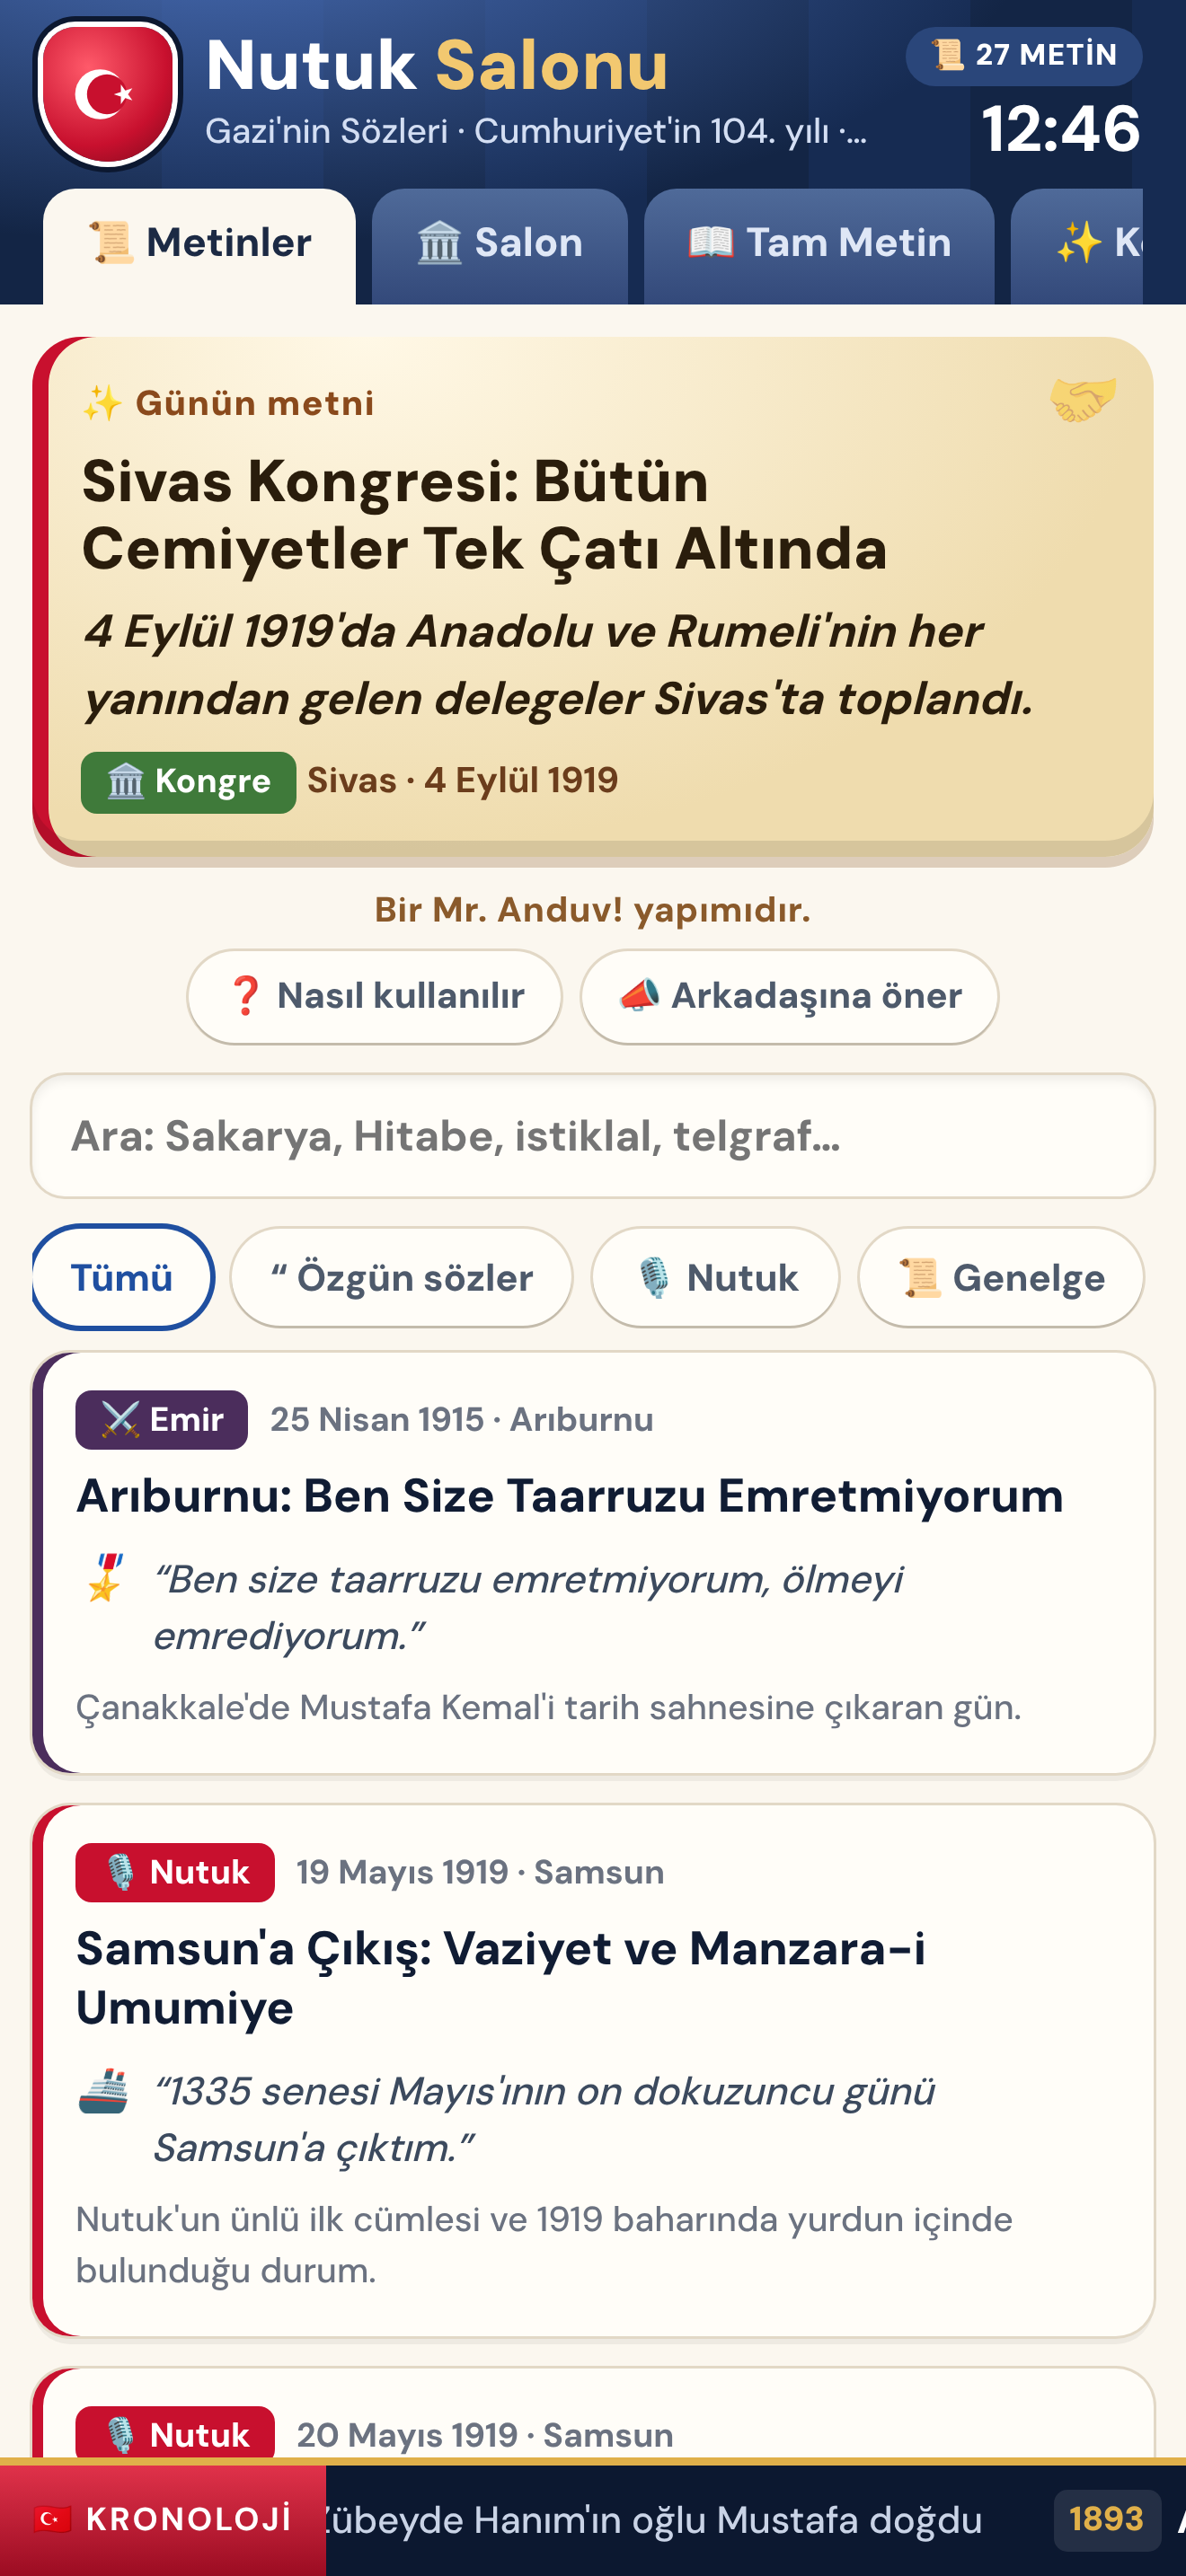 Nutuk Salonu
27 METİN
Gazi'nin Sözleri · Cumhuriyet'in 104. yılı ·...
12:46
Metinler
Salon
Tam Metin
Günün metni
Sivas Kongresi: Bütün
Cemiyetler Tek Çatı Altında
4 Eylül 1919'da Anadolu ve Rumeli'nin her
yanından gelen delegeler Sivas'ta toplandı.
Kongre Sivas · 4 Eylül 1919
Bir Mr. Anduv! yapımıdır.
Nasıl kullanılır
Arkadaşına öner
Ara: Sakarya, Hitabe, istiklal, telgraf...
Tümü
“ Özgün sözler
Nutuk
Genelge
Emir 25 Nisan 1915 · Arıburnu
Arıburnu: Ben Size Taarruzu Emretmiyorum
“Ben size taarruzu emretmiyorum, ölmeyi
emrediyorum.”
Çanakkale'de Mustafa Kemal'i tarih sahnesine çıkaran gün.
Nutuk 19 Mayıs 1919 · Samsun
Samsun'a Çıkış: Vaziyet ve Manzara-i
Umumiye
“1335 senesi Mayıs'ının on dokuzuncu günü
Samsun'a çıktım.”
Nutuk'un ünlü ilk cümlesi ve 1919 baharında yurdun içinde
bulunduğu durum.
Nutuk 20 Mayıs 1919 · Samsun
KRONOLOJİ
Zübeyde Hanım'ın oğlu Mustafa doğdu
1893